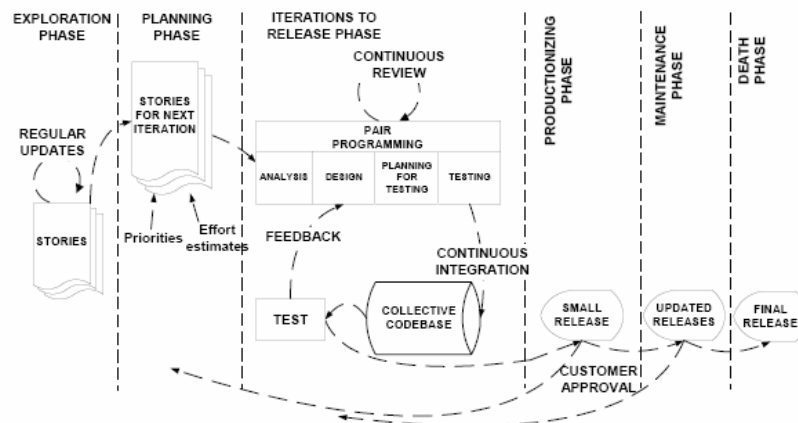 EXPLORATION
PHASE
PLANNING
PHASE
ITERATIONS TO
RELEASE PHASE
PRODUCTIONIZING
PHASE
MAINTENANCE
PHASE
DEATH
PHASE
CONTINUOUS
REVIEW
STORIES
FOR NEXT
ITERATION
REGULAR
UPDATES
PAIR
PROGRAMMING
ANALYSIS
DESIGN
PLANNING
FOR
TESTING
TESTING
STORIES
Priorities
Effort
estimates
FEEDBACK
CONTINUOUS
INTEGRATION
TEST
COLLECTIVE
CODEBASE
SMALL
RELEASE
UPDATED
RELEASES
FINAL
RELEASE
CUSTOMER
APPROVAL